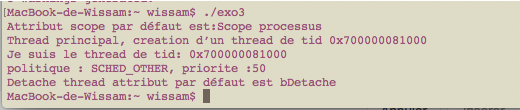 [MacBook-de-Wissam:~ wissam$ ./exo3
Attribut scope par défaut est:Scope processus
Thread principal, creation d'un thread de tid 0x700000081000
Je suis le thread de tid: 0x700000081000
politique : SCHED_OTHER, priorite :50
Detache thread attribut par défaut est bDetache
MacBook-de-Wissam:~ wissam$